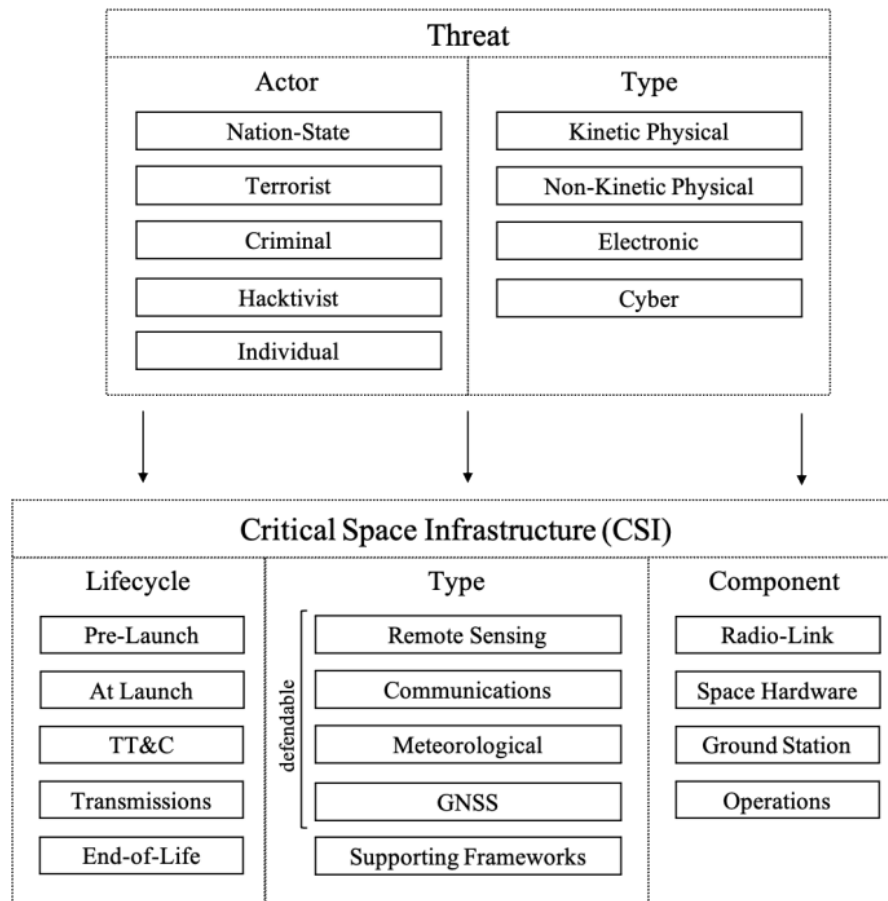 Threat
Actor
Nation-State
Terrorist
Criminal
Hacktivist
Individual
Type
Kinetic Physical
Non-Kinetic Physical
Electronic
Cyber
Critical Space Infrastructure (CSI)
Lifecycle
Pre-Launch
At Launch
TT&C
Transmissions
End-of-Life
Type
defendable
Remote Sensing
Communications
Meteorological
GNSS
Supporting Frameworks
Component
Radio-Link
Space Hardware
Ground Station
Operations